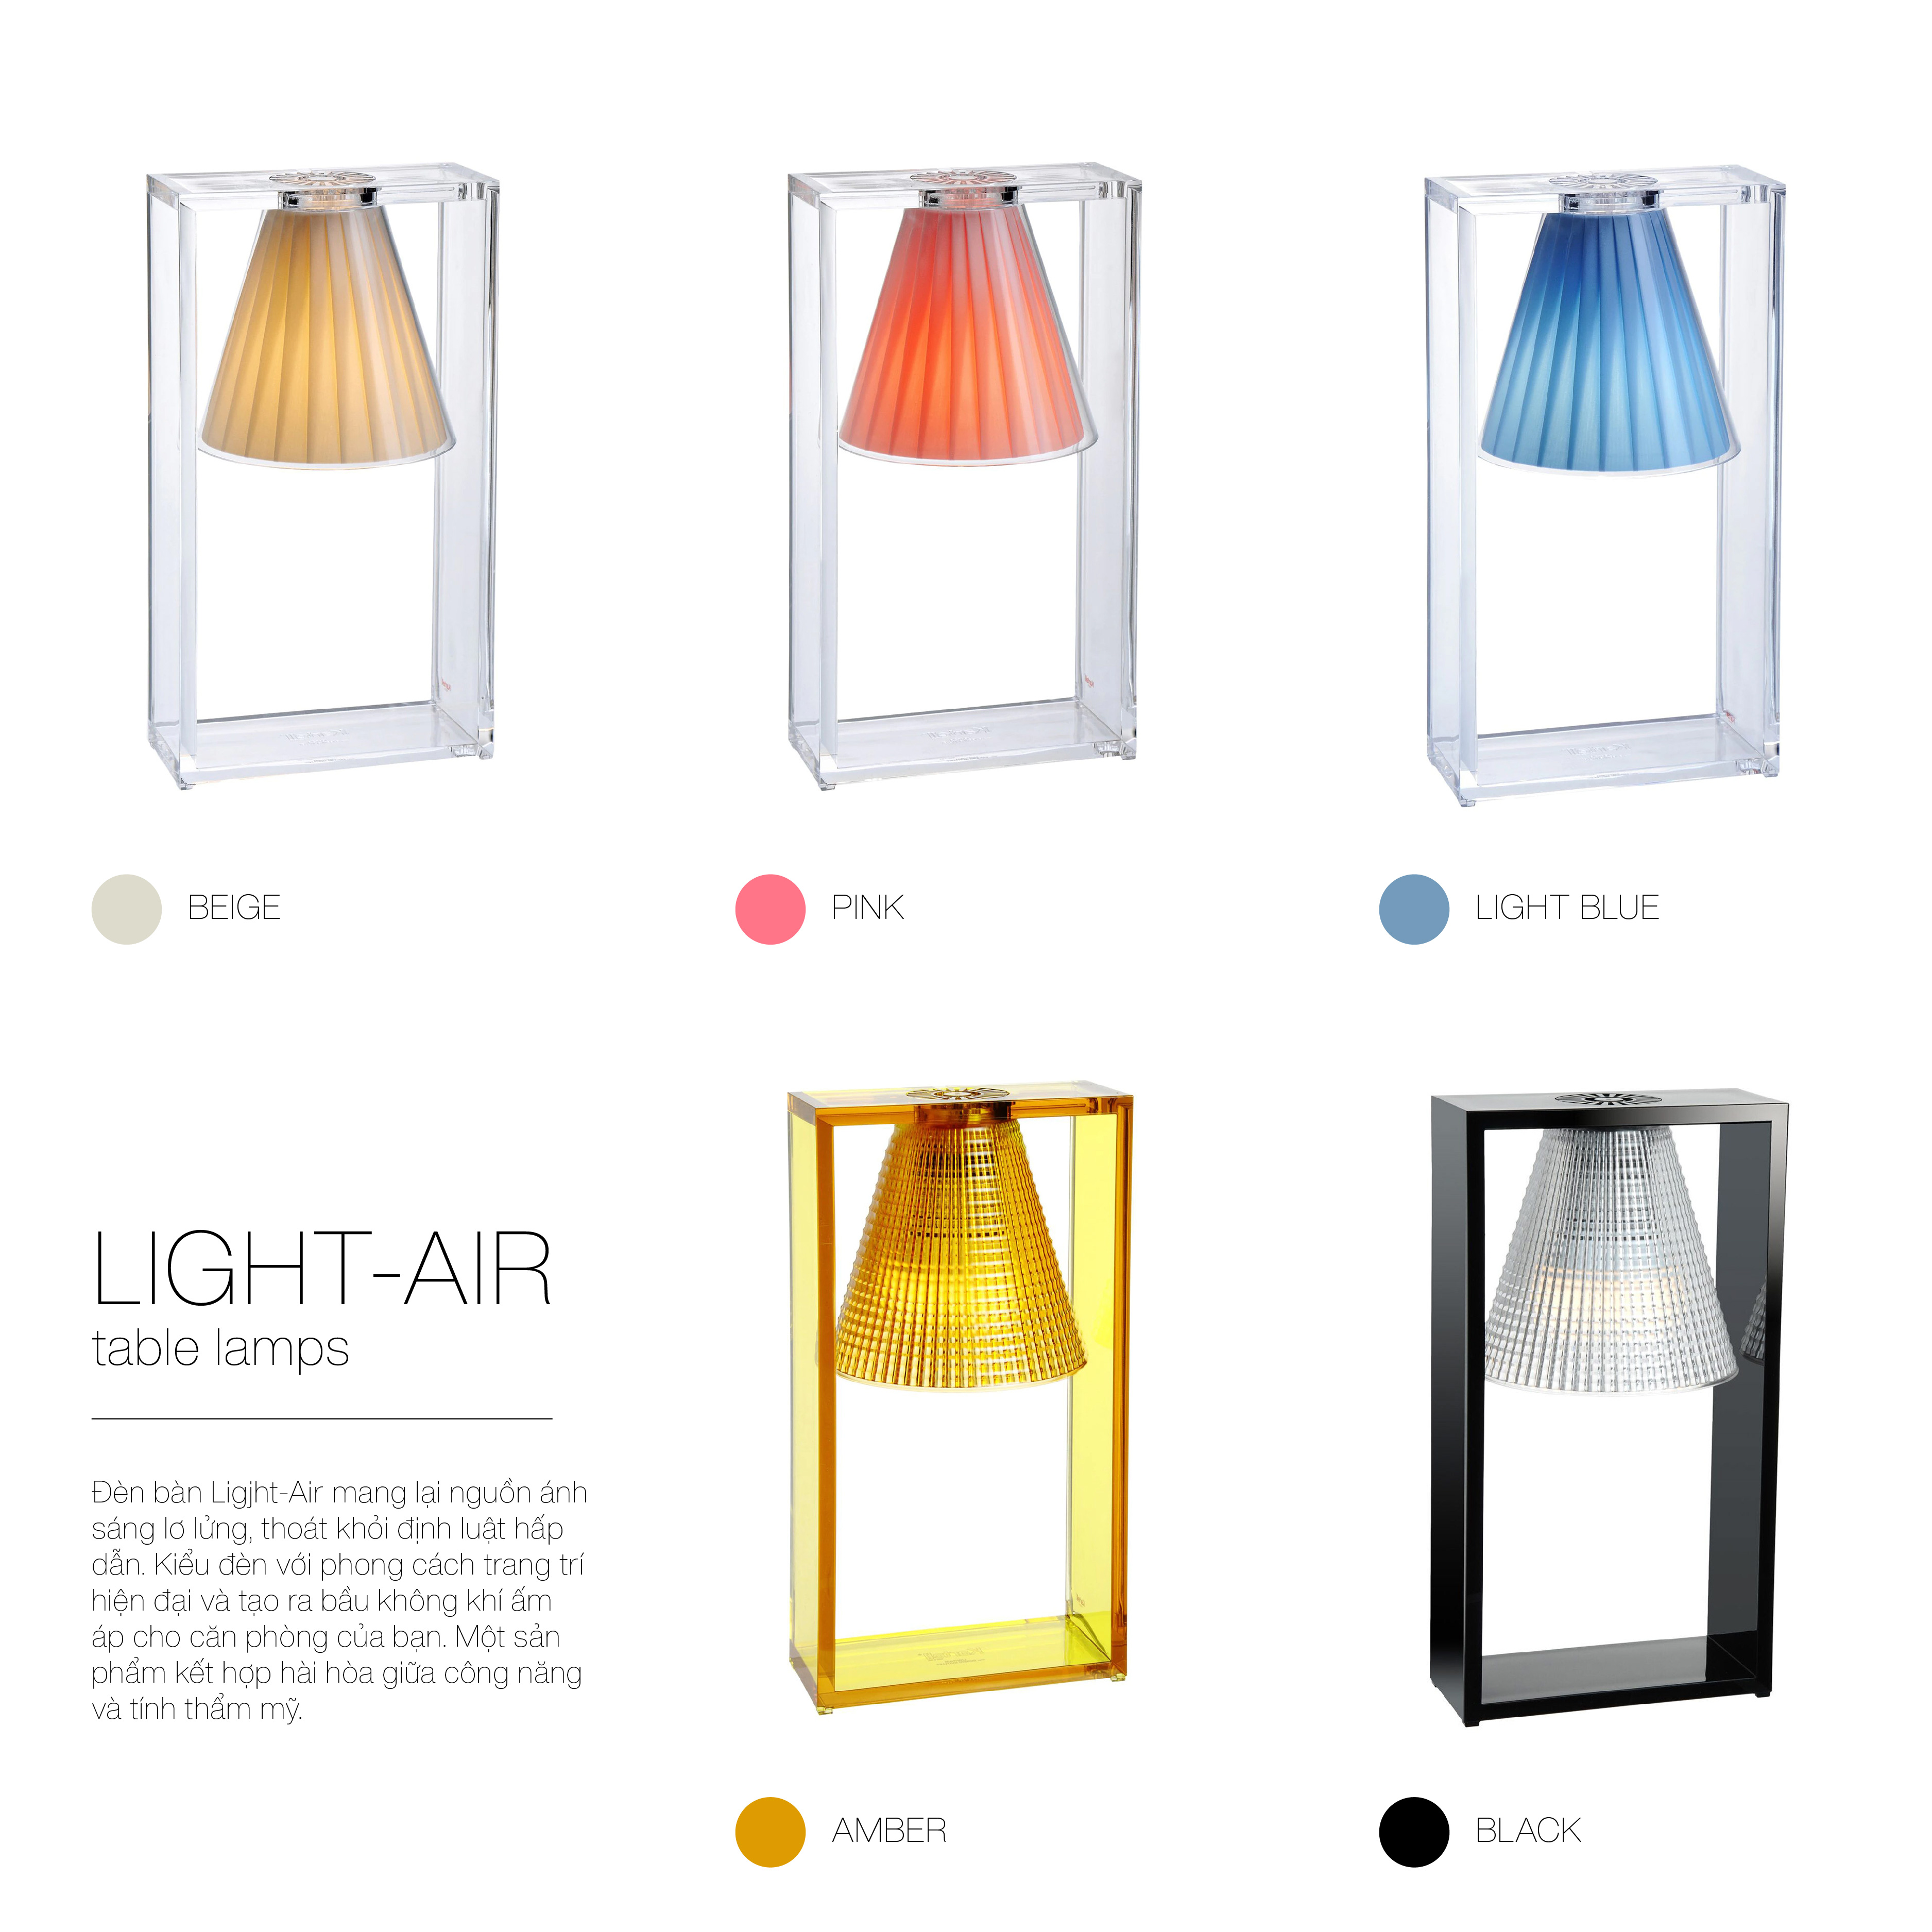 BEIGE
PINK
LIGHT BLUE
LIGHT-AIR
table lamps
Đèn bàn Ligjht-Air mang lại nguồn ánh
sáng lơ lửng, thoát khỏi định luật hấp
dẫn. Kiểu đèn với phong cách trang trí
hiện đại và tạo ra bầu không khí ấm
áp cho căn phòng của bạn. Một sản
phẩm kết hợp hài hòa giữa công năng
và tính thẩm mỹ.
AMBER
BLACK